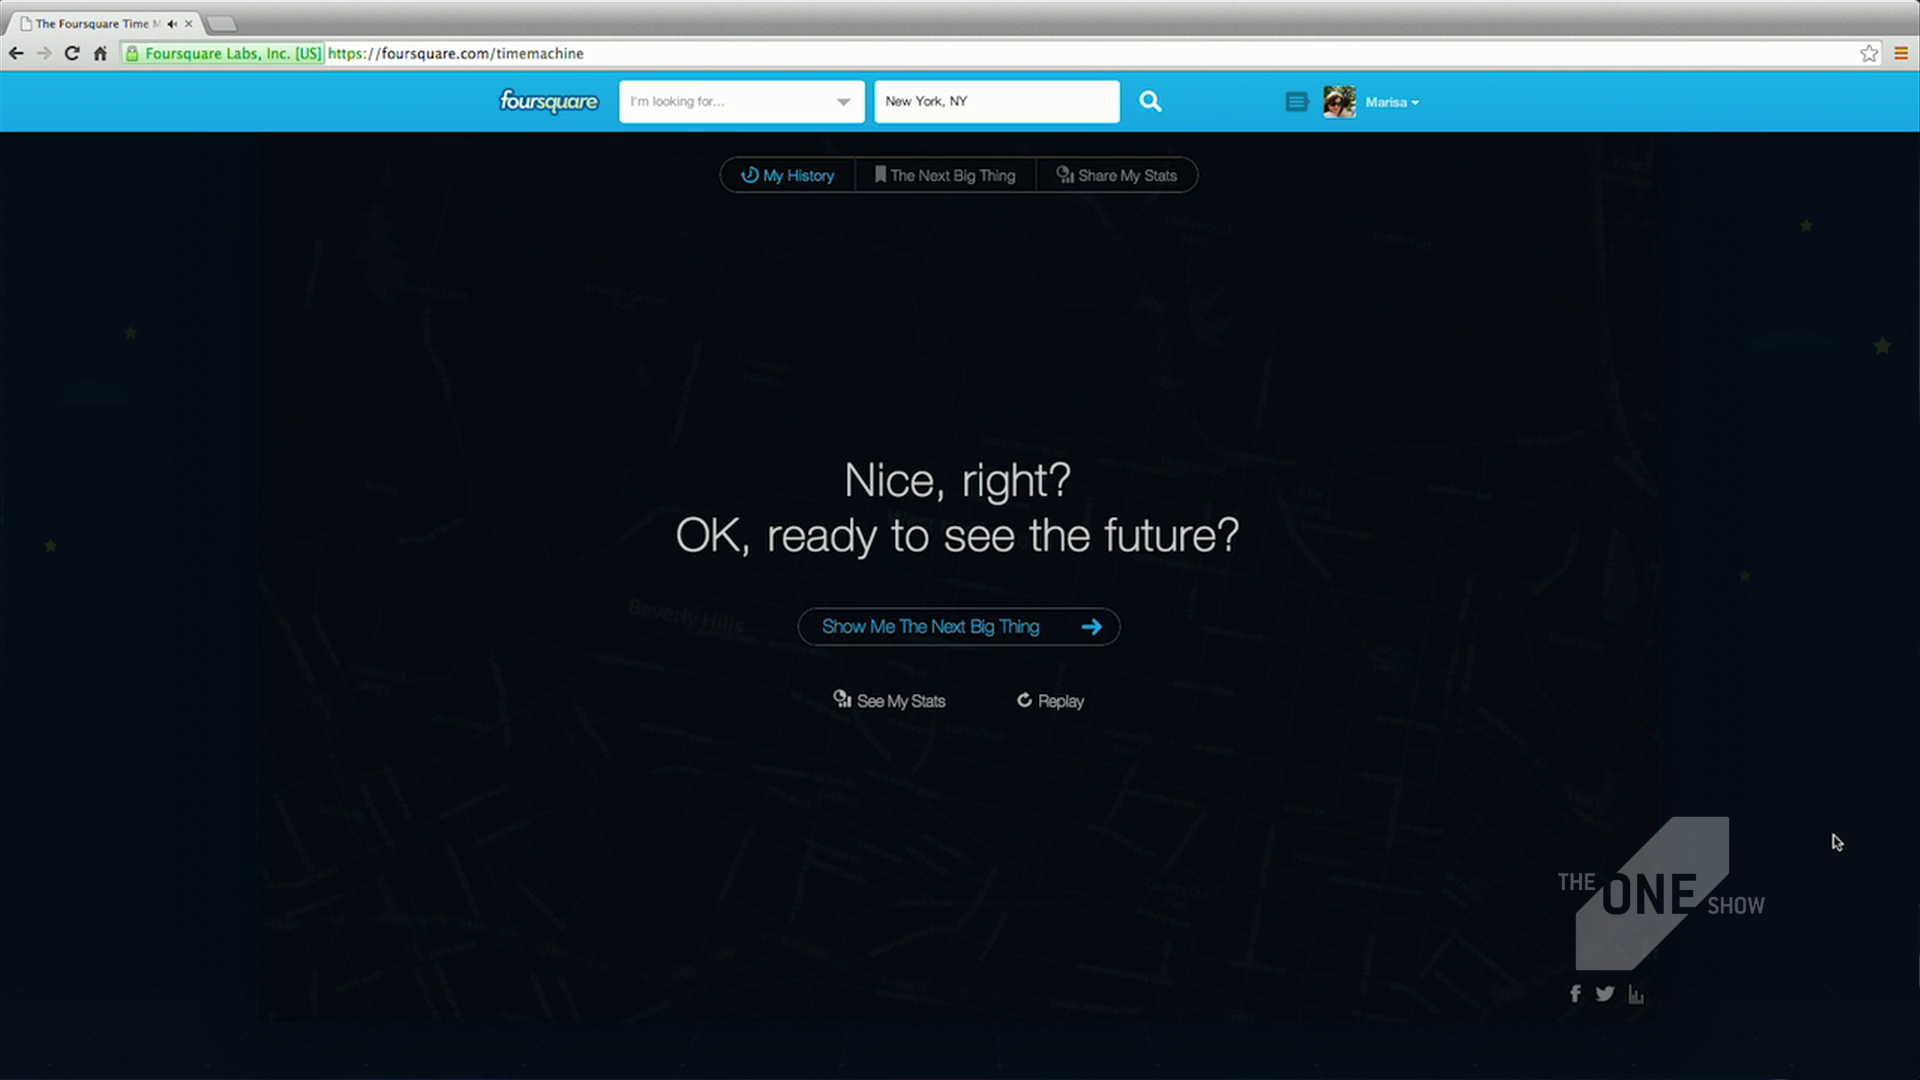 The Foursquare Time M
Foursquare Labs, Inc. [US] https://foursquare.com/timemachine
foursquare I'm looking for... New York, NY Marisa
My History The Next Big Thing Share My Stats
Nice, right?
OK, ready to see the future?
Beverly Hills
Show Me The Next Big Thing
See My Stats Replay
THE ONE SHOW